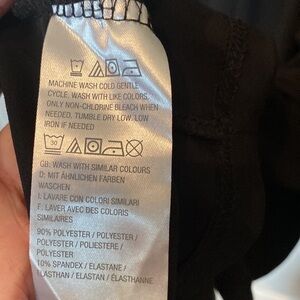 MACHINE WASH COLD GENTLE
CYCLE. WASH WITH LIKE COLORS.
ONLY NON-CHLORINE BLEACH WHEN
NEEDED. TUMBLE DRY LOW. LOW
IRON IF NEEDED
30
GB: WASH WITH SIMILAR COLOURS
D: MIT ÄHNLICHEN FARBEN
WASCHEN
I: LAVARE CON COLORI SIMILARI
F: LAVER AVEC DES COLORIS
SIMILAIRES
90% POLYESTER / POLYESTER /
POLYESTER / POLIESTERE /
POLYESTER
10% SPANDEX / ELASTANE /
ELASTHAN / ELASTAN / ÉLASTHANNE